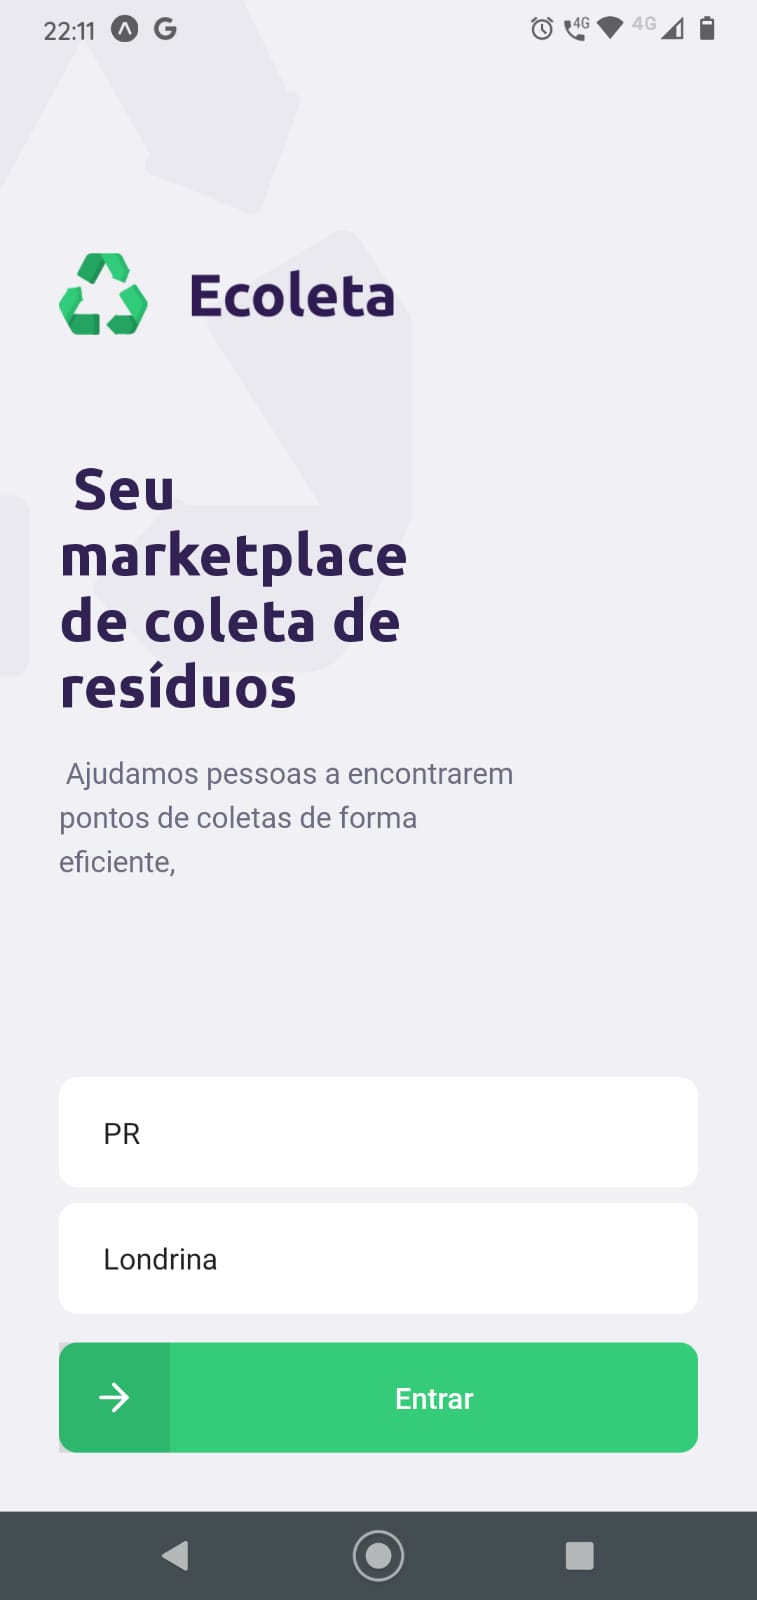 22:11 G 4G 4G
Ecoleta
Seu
marketplace
de coleta de
resíduos
Ajudamos pessoas a encontrarem
pontos de coletas de forma
eficiente,
PR
Londrina
Entrar